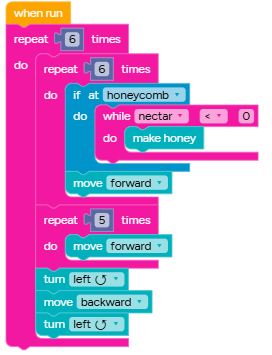 when run
repeat 6 times
do repeat 6 times
do if at honeycomb
do while nectar < 0
do make honey
move forward
repeat 5 times
do move forward
turn left ↺
move backward
turn left ↺